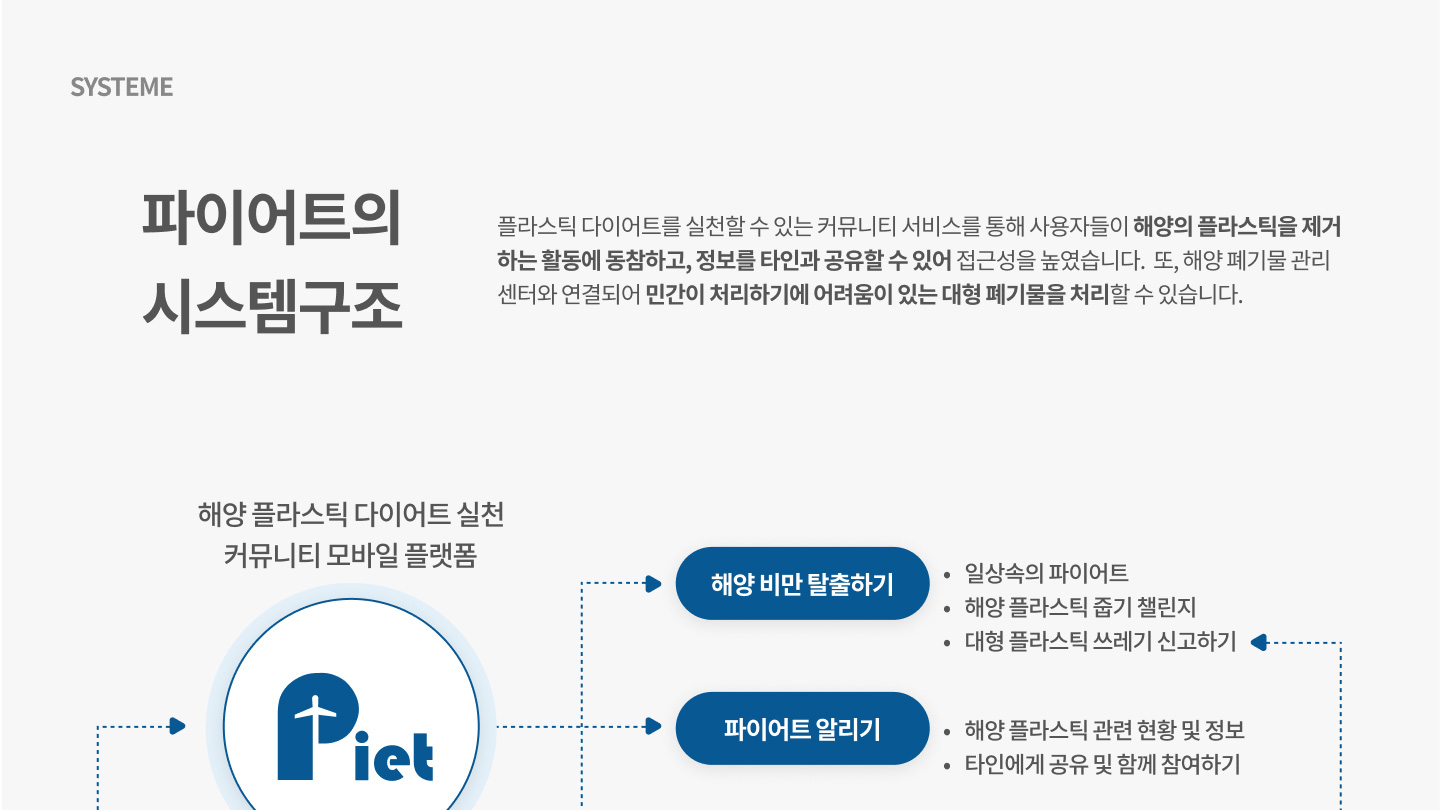 SYSTEME
파이어트의
시스템구조
플라스틱 다이어트를 실천할 수 있는 커뮤니티 서비스를 통해 사용자들이 해양의 플라스틱을 제거
하는 활동에 동참하고, 정보를 타인과 공유할 수 있어 접근성을 높였습니다. 또, 해양 폐기물 관리
센터와 연결되어 민간이 처리하기에 어려움이 있는 대형 폐기물을 처리할 수 있습니다.
해양 플라스틱 다이어트 실천
커뮤니티 모바일 플랫폼
Piet
해양 비만 탈출하기
• 일상속의 파이어트
• 해양 플라스틱 줍기 챌린지
• 대형 플라스틱 쓰레기 신고하기
파이어트 알리기
• 해양 플라스틱 관련 현황 및 정보
• 타인에게 공유 및 함께 참여하기